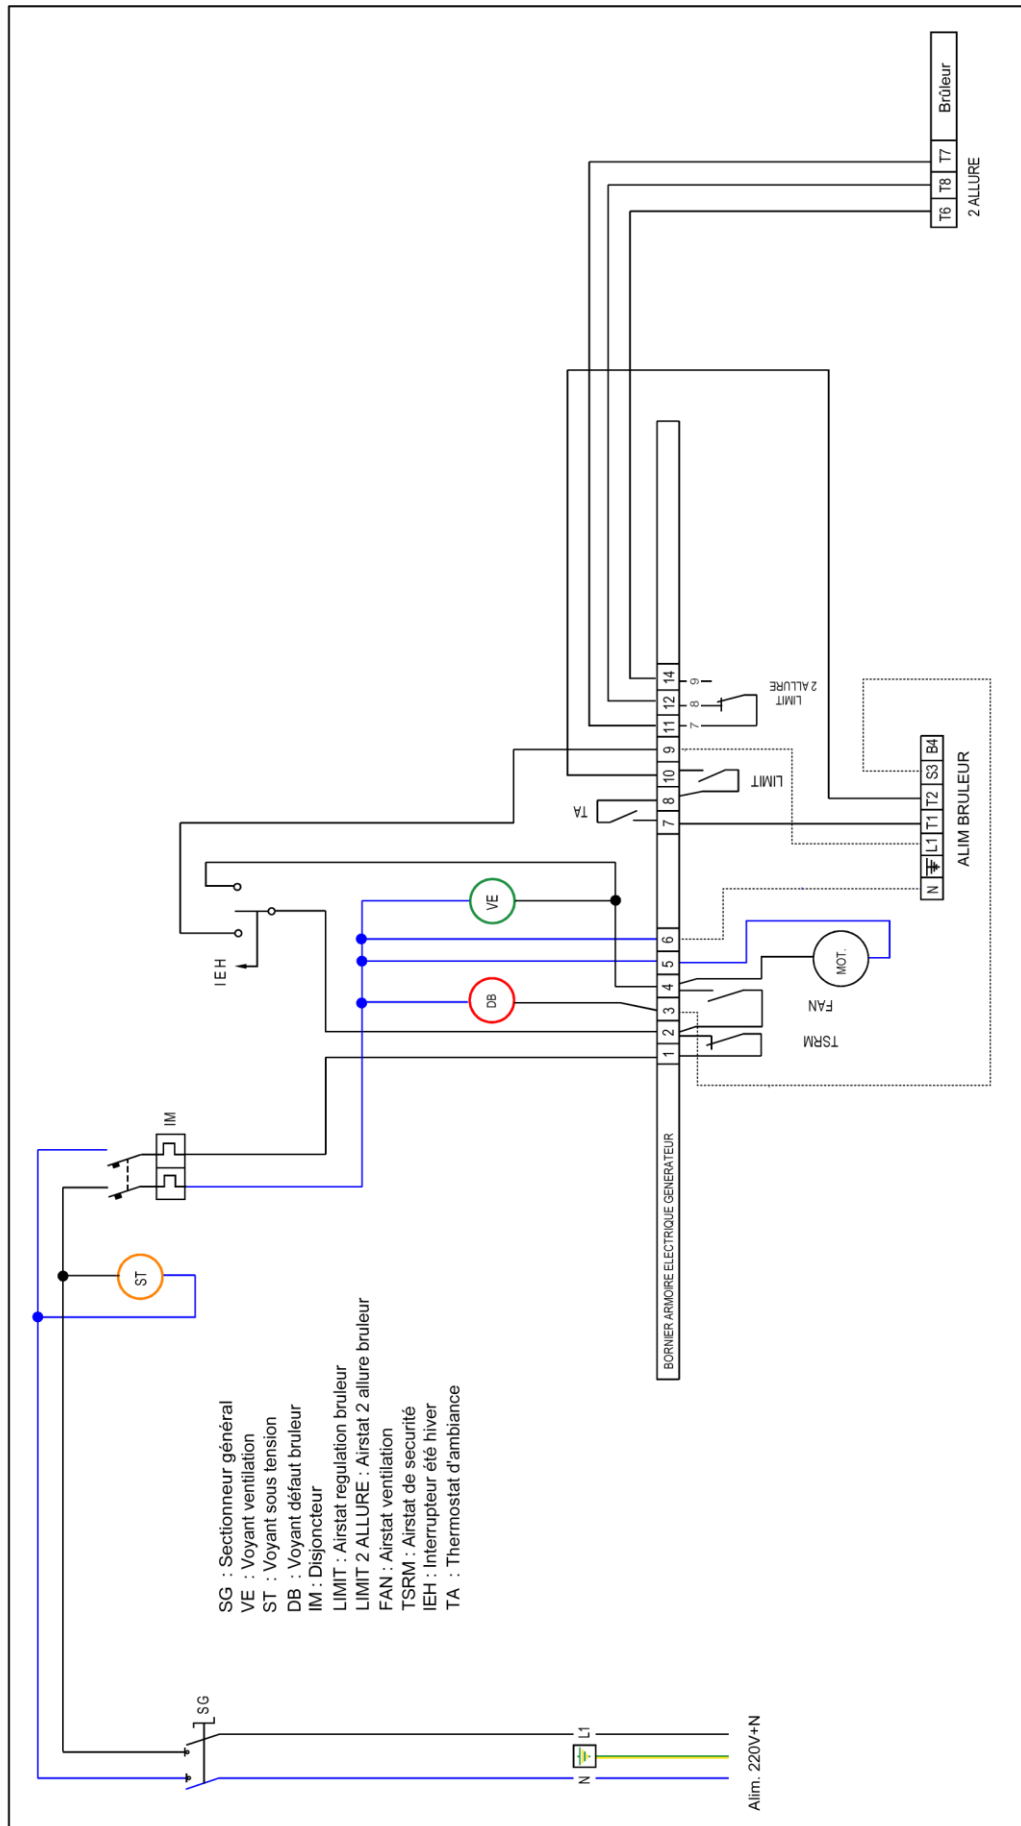 Alim. 220V+N
N
L1
SG
SG : Sectionneur général
VE : Voyant ventilation
ST : Voyant sous tension
DB : Voyant défaut bruleur
IM : Disjoncteur
LIMIT : Airstat regulation bruleur
LIMIT 2 ALLURE : Airstat 2 allure bruleur
FAN : Airstat ventilation
TSRM : Airstat de securité
IEH : Interrupteur été hiver
TA : Thermostat d'ambiance
ST
IM
IEH
DB
VE
TA
BORNIER ARMOIRE ELECTRIQUE GENERATEUR
1 2 3 4 5 6 7 8 10 9 11 12 14
7 8 9
TSRM
FAN
MOT.
LIMIT
LIMIT
2 ALLURE
N L1 T1 T2 S3 B4
ALIM BRULEUR
T6 T8 T7 Brûleur
2 ALLURE